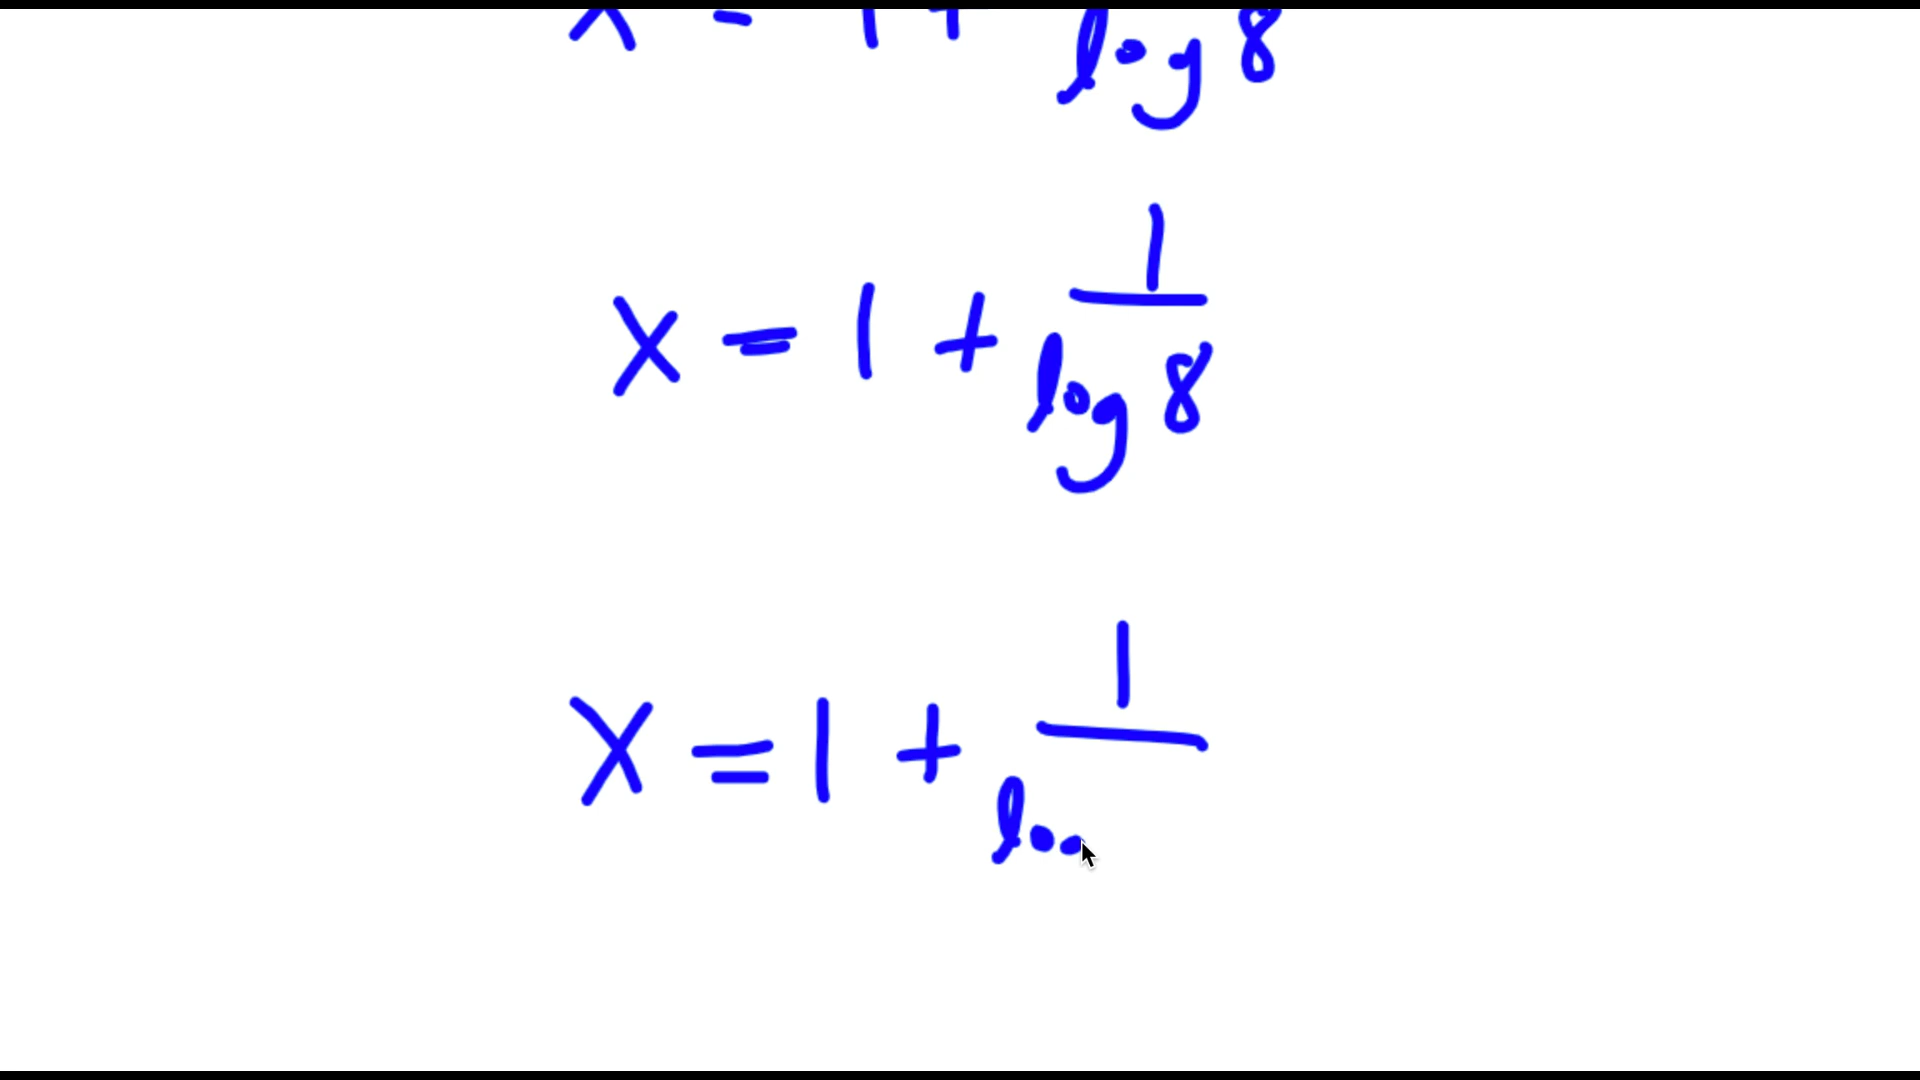 x = 1 + log 8
x = 1 + 1/log 8
x = 1 + 1/lo